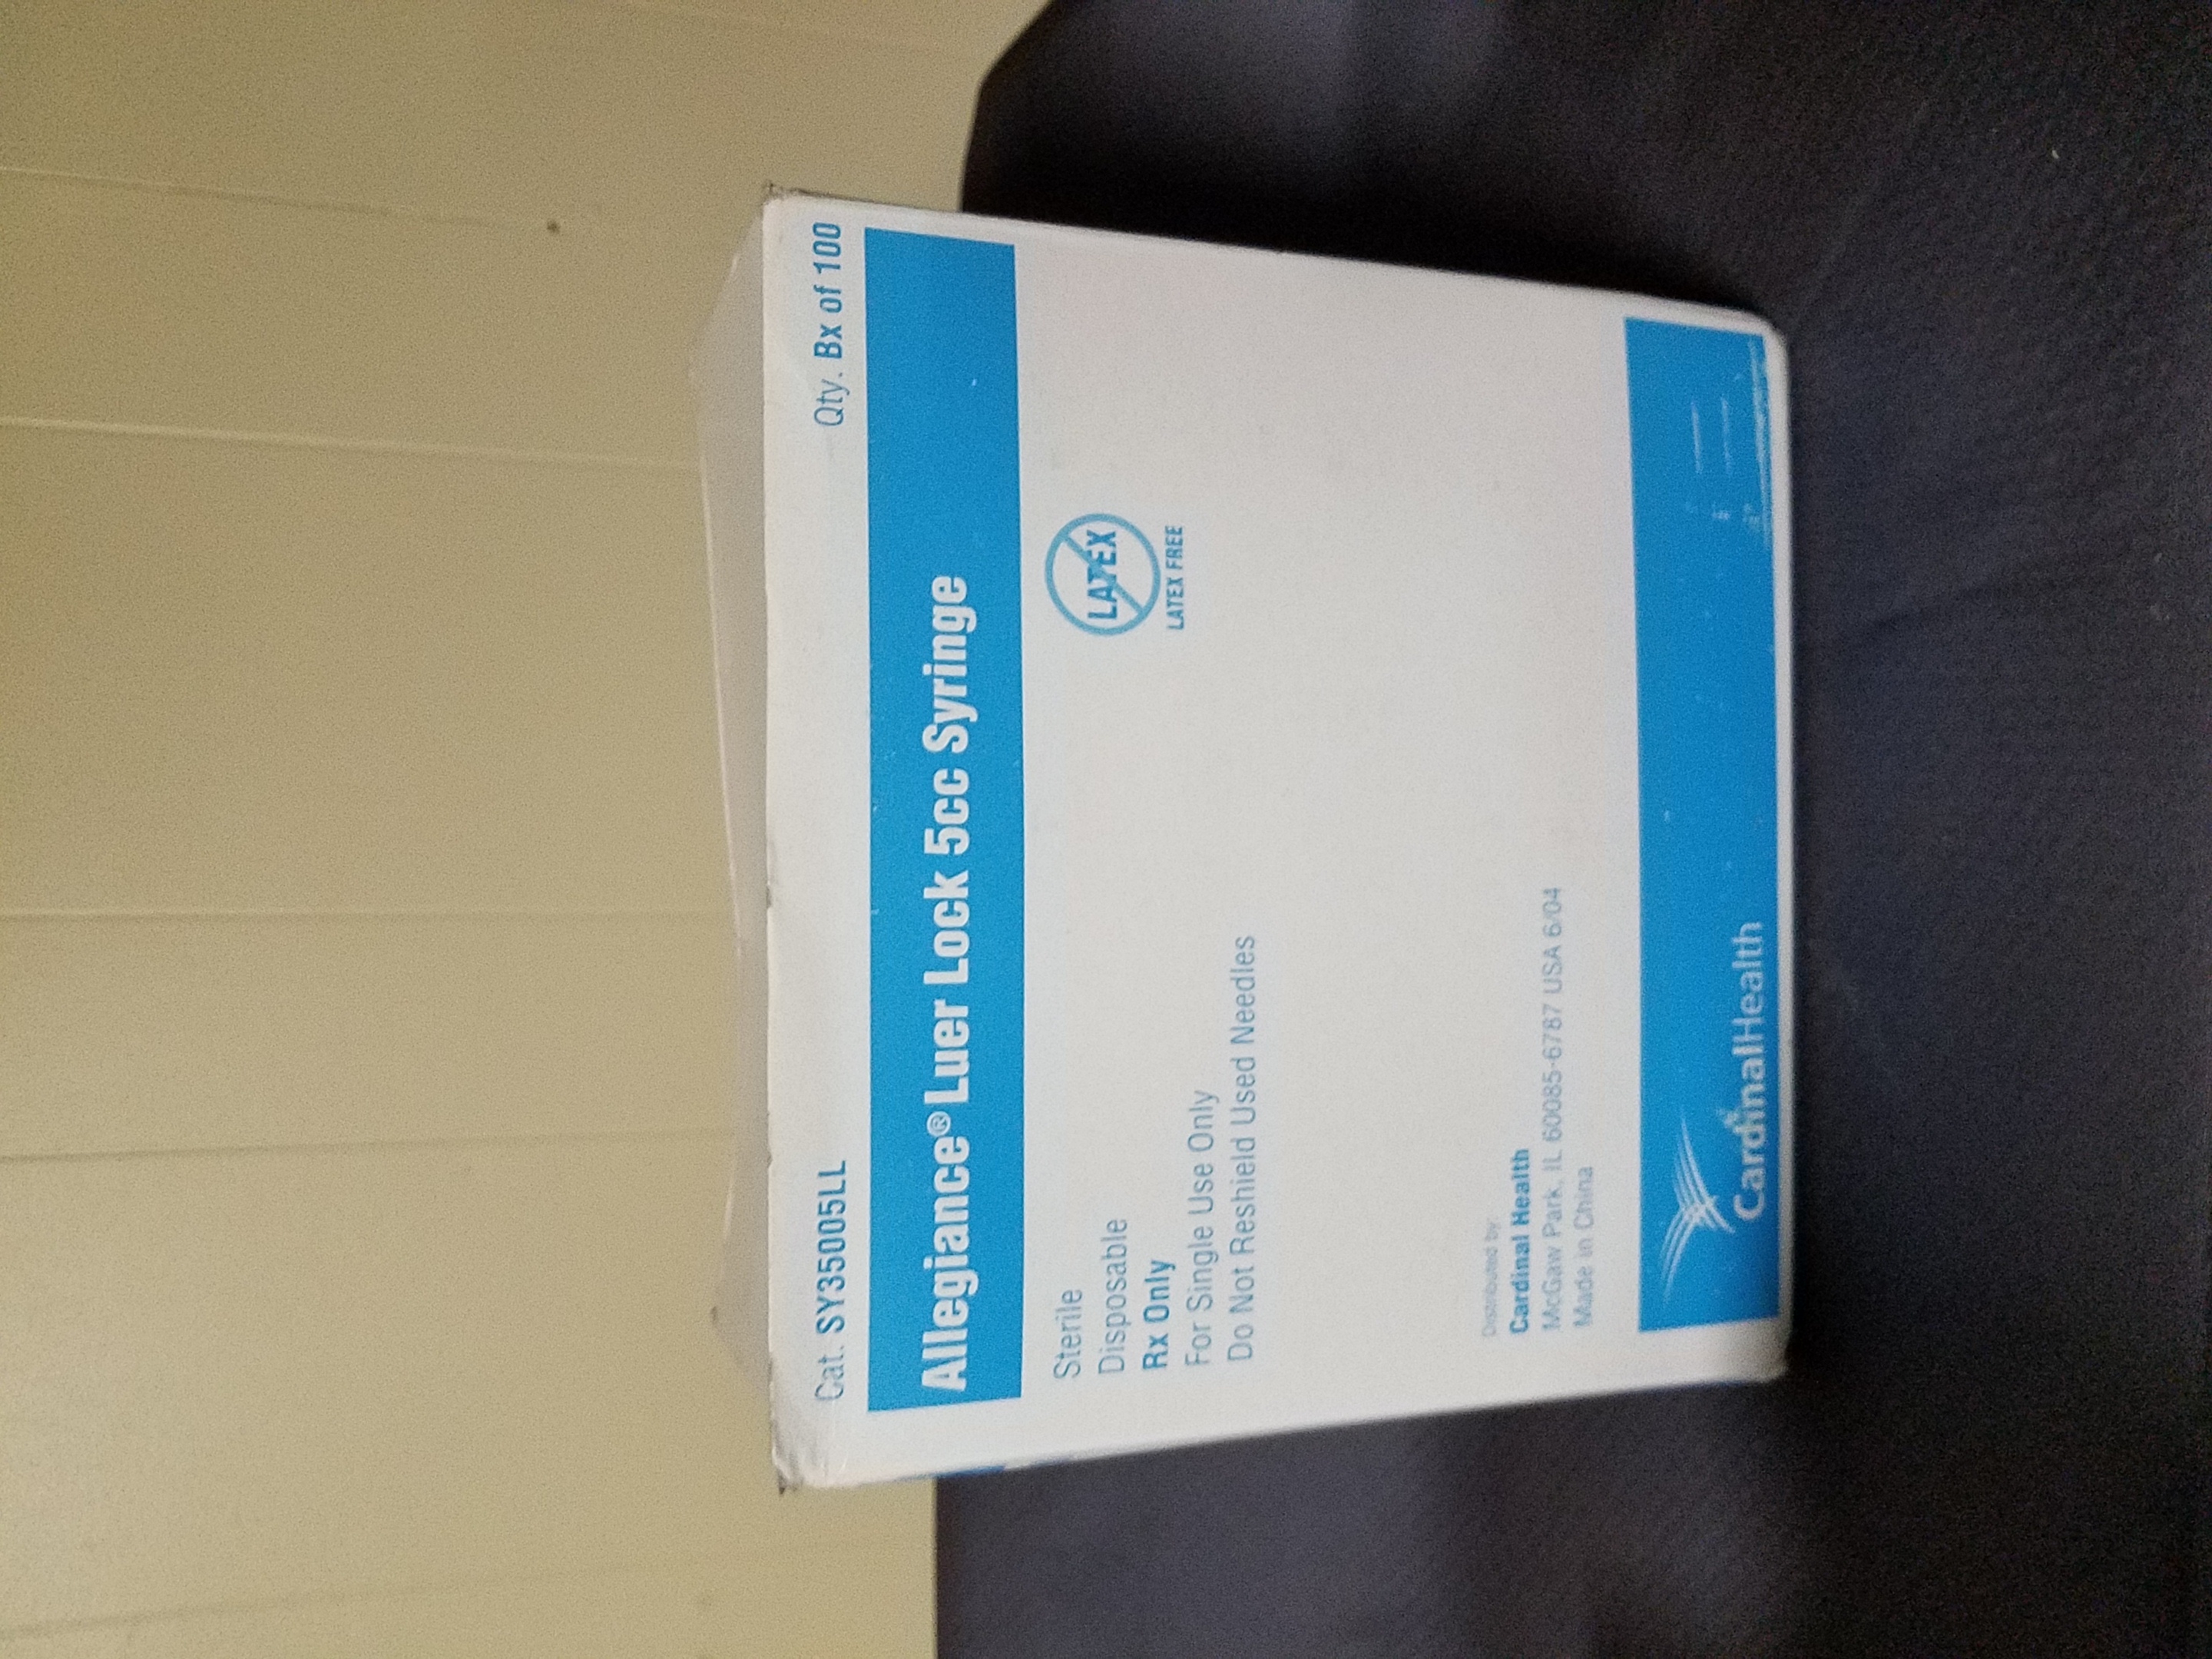 Cat. SY35005LL Qty. Bx of 100
Allegiance® Luer Lock 5cc Syringe
Sterile
Disposable
Rx Only
For Single Use Only
Do Not Reshield Used Needles
LATEX
LATEX FREE
Distributed by:
Cardinal Health
McGaw Park, IL 60085-6787 USA 6/04
Made in China
CardinalHealth